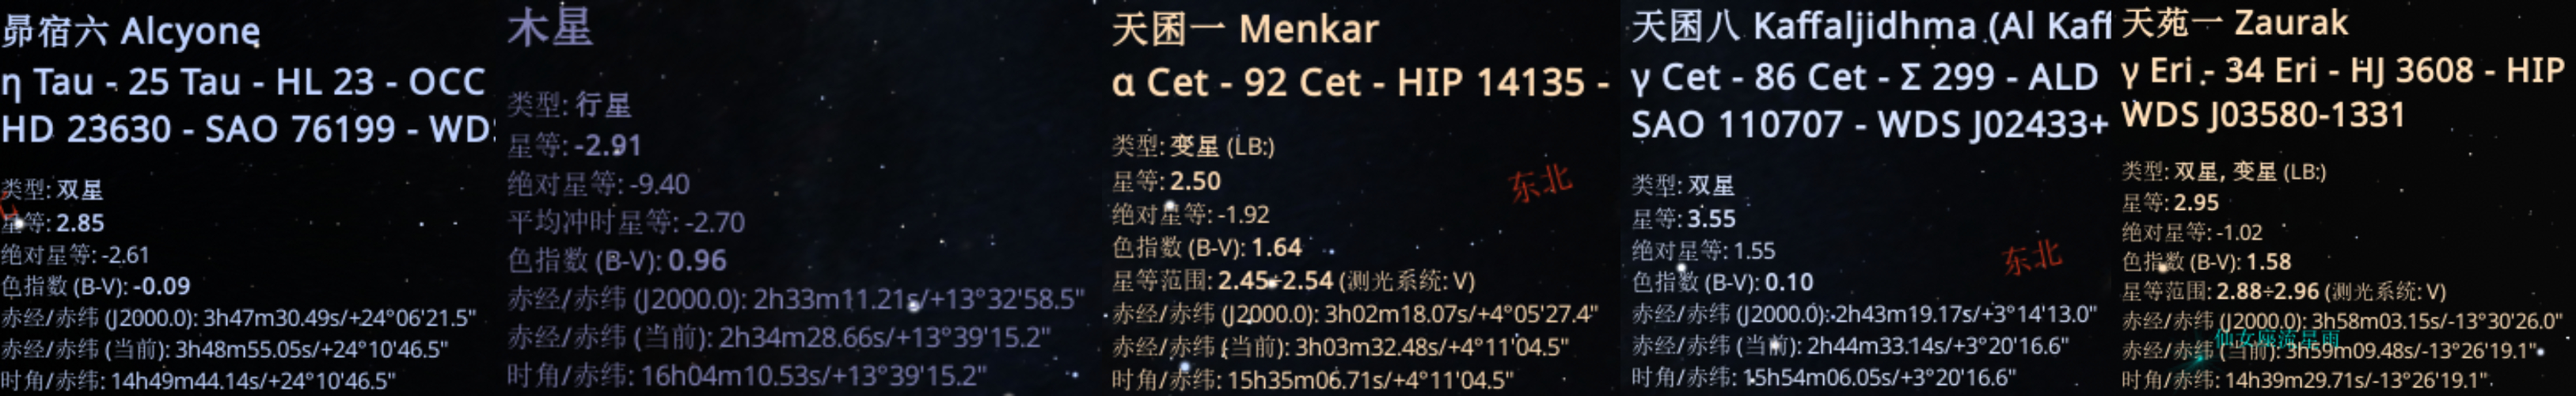 昴宿六 Alcyone
η Tau - 25 Tau - HL 23 - OCC
HD 23630 - SAO 76199 - WDS
类型: 双星
星等: 2.85
绝对星等: -2.61
色指数 (B-V): -0.09
赤经/赤纬 (J2000.0): 3h47m30.49s/+24°06'21.5"
赤经/赤纬 (当前): 3h48m55.05s/+24°10'46.5"
时角/赤纬: 14h49m44.14s/+24°10'46.5"
木星
类型: 行星
星等: -2.91
绝对星等: -9.40
平均冲时星等: -2.70
色指数 (B-V): 0.96
赤经/赤纬 (J2000.0): 2h33m11.21s/+13°32'58.5"
赤经/赤纬 (当前): 2h34m28.66s/+13°39'15.2"
时角/赤纬: 16h04m10.53s/+13°39'15.2"
天囷一 Menkar
α Cet - 92 Cet - HIP 14135 -
类型: 变星 (LB:)
星等: 2.50
东北
绝对星等: -1.92
色指数 (B-V): 1.64
星等范围: 2.45÷2.54 (测光系统: V)
赤经/赤纬 (J2000.0): 3h02m18.07s/+4°05'27.4"
赤经/赤纬 (当前): 3h03m32.48s/+4°11'04.5"
时角/赤纬: 15h35m06.71s/+4°11'04.5"
天囷八 Kaffaljidhma (Al Kaff
γ Cet - 86 Cet - Σ 299 - ALD
SAO 110707 - WDS J02433+
类型: 双星
星等: 3.55
绝对星等: 1.55
东北
色指数 (B-V): 0.10
赤经/赤纬 (J2000.0): 2h43m19.17s/+3°14'13.0"
赤经/赤纬 (当前): 2h44m33.14s/+3°20'16.6"
时角/赤纬: 15h54m06.05s/+3°20'16.6"
天苑一 Zaurak
γ Eri - 34 Eri - HJ 3608 - HIP
WDS J03580-1331
类型: 双星, 变星 (LB:)
星等: 2.95
绝对星等: -1.02
色指数 (B-V): 1.58
星等范围: 2.88÷2.96 (测光系统: V)
赤经/赤纬 (J2000.0): 3h58m03.15s/-13°30'26.0"
仙女座流星雨
赤经/赤纬 (当前): 3h59m09.48s/-13°26'19.1"
时角/赤纬: 14h39m29.71s/-13°26'19.1"